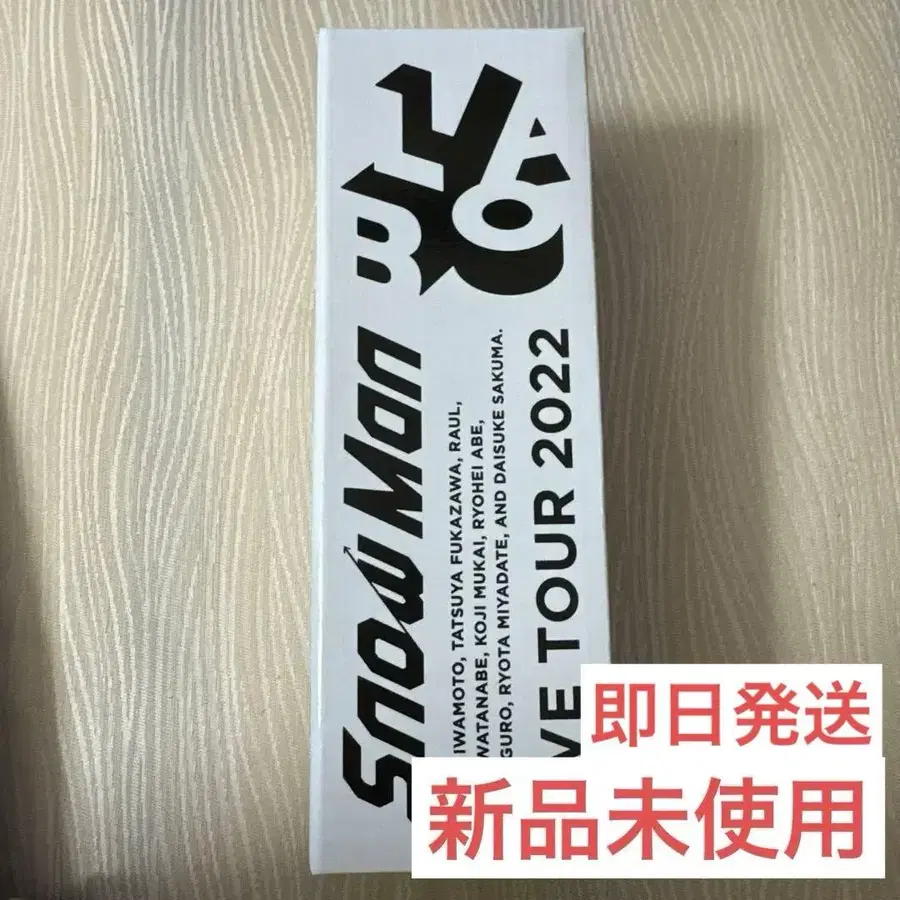 Snow Man
IWAMOTO, TATSUYA FUKAZAWA, RAUL,
WATANABE, KOJI MUKAI, RYOHEI ABE,
GURO, RYOTA MIYADATE, AND DAISUKE SAKUMA.
VE TOUR 2022
即日発送
新品未使用